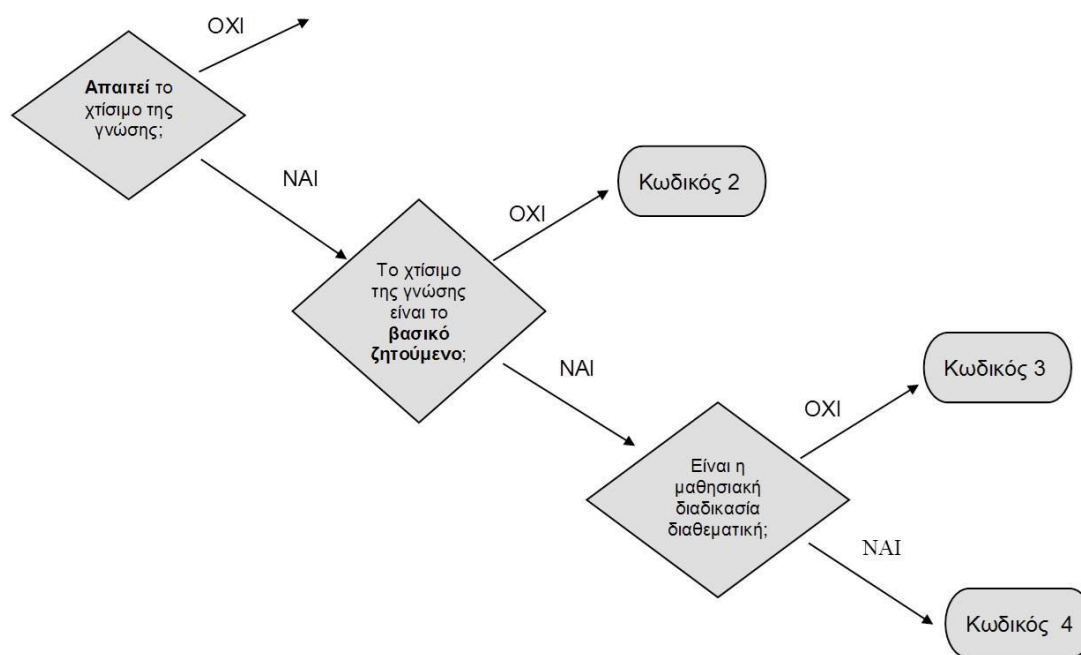 ΟΧΙ
Απαιτεί το
χτίσιμο της
γνώσης;
ΝΑΙ
ΟΧΙ
Κωδικός 2
Το χτίσιμο
της γνώσης
είναι το
βασικό
ζητούμενο;
ΝΑΙ
ΟΧΙ
Κωδικός 3
Είναι η
μαθησιακή
διαδικασία
διαθεματική;
ΝΑΙ
Κωδικός 4